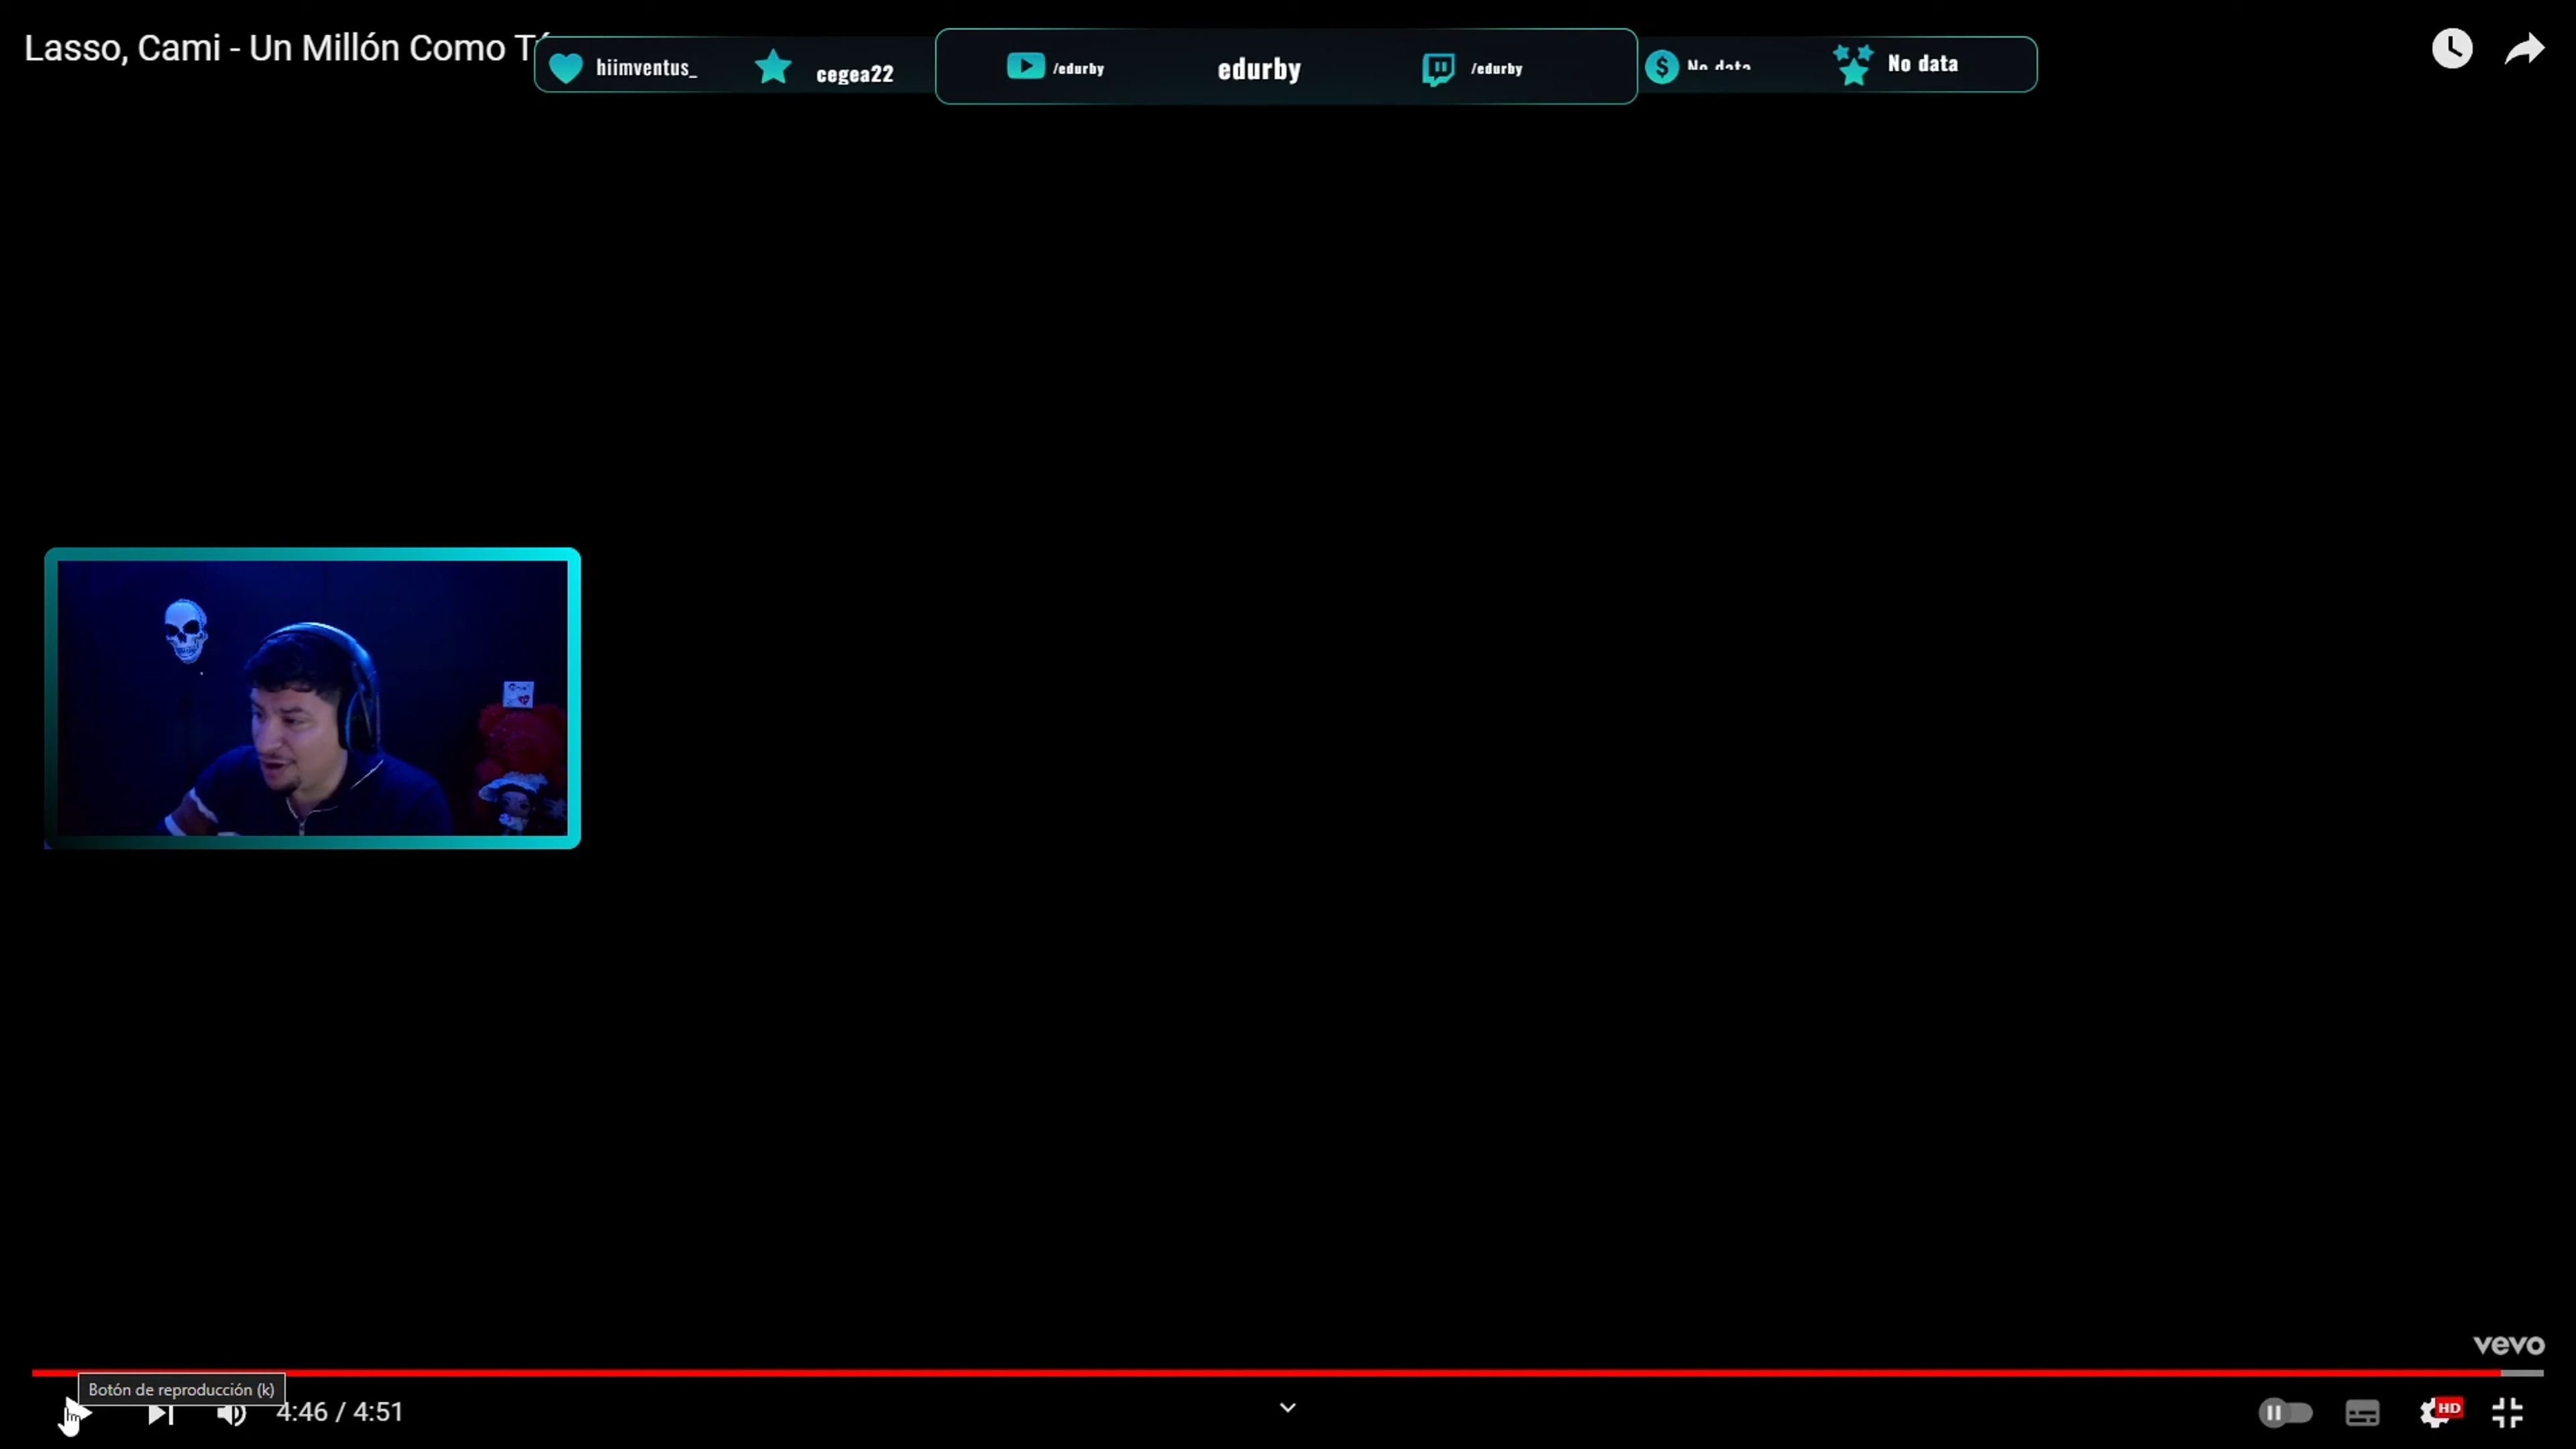 Lasso, Cami - Un Millón Como Tú
hiimventus_
cegea22
/edurby
edurby
/edurby
No data
No data
vevo
Botón de reproducción (k)
4:46 / 4:51
HD